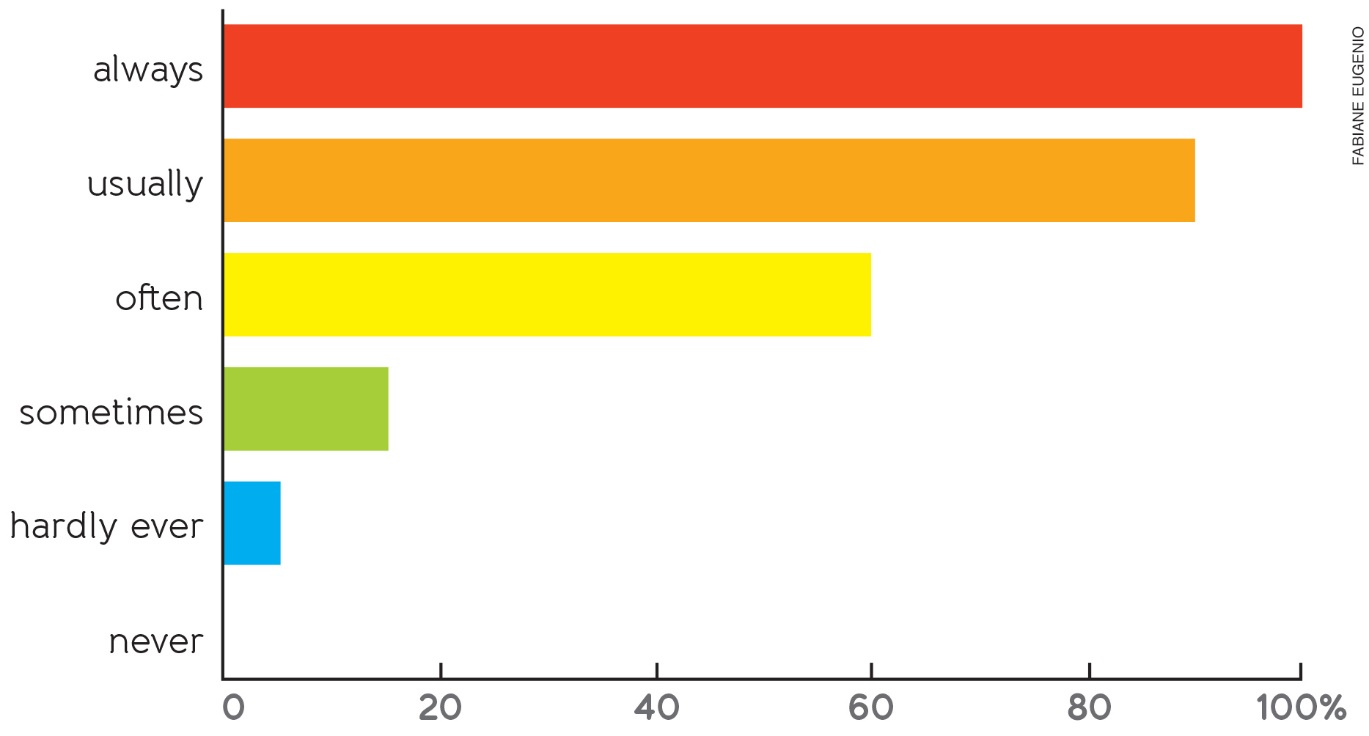 always
usually
often
sometimes
hardly ever
never
0 20 40 60 80 100%
FABIANE EUGENIO